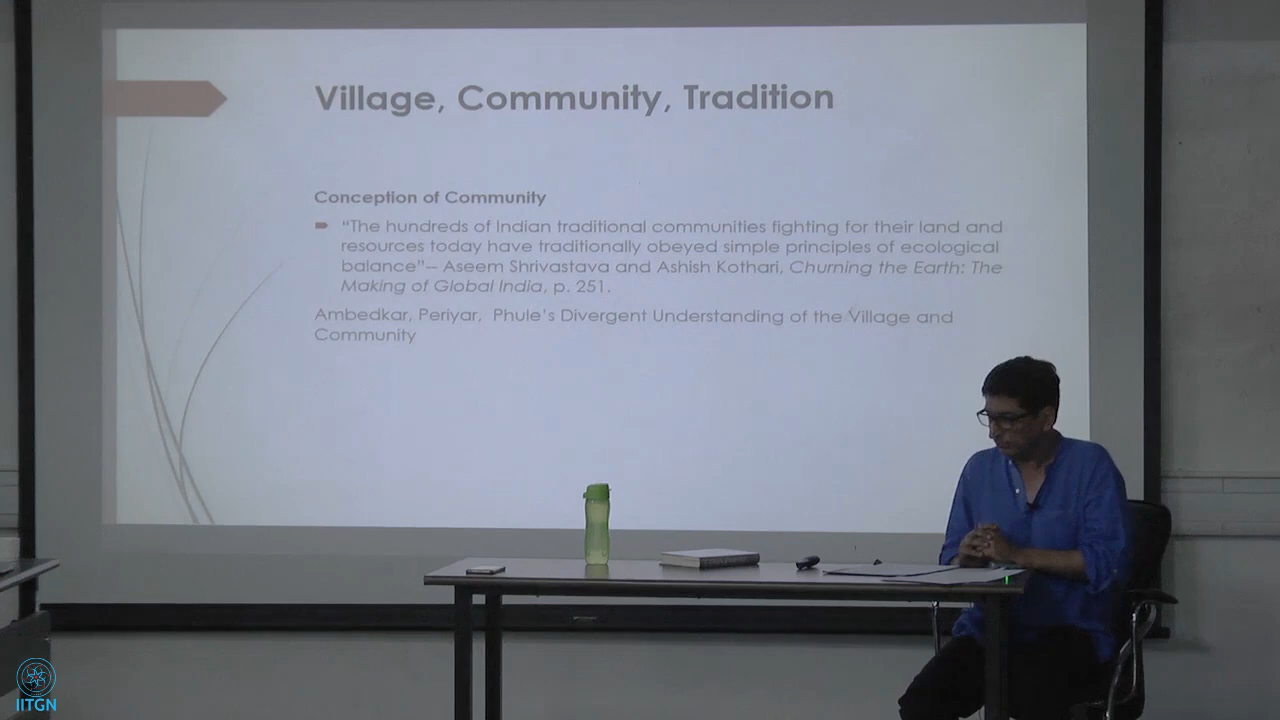 Village, Community, Tradition
Conception of Community
“The hundreds of Indian traditional communities fighting for their land and
resources today have traditionally obeyed simple principles of ecological
balance”-- Aseem Shrivastava and Ashish Kothari, Churning the Earth: The
Making of Global India, p. 251.
Ambedkar, Periyar,  Phule’s Divergent Understanding of the Village and
Community
IITGN